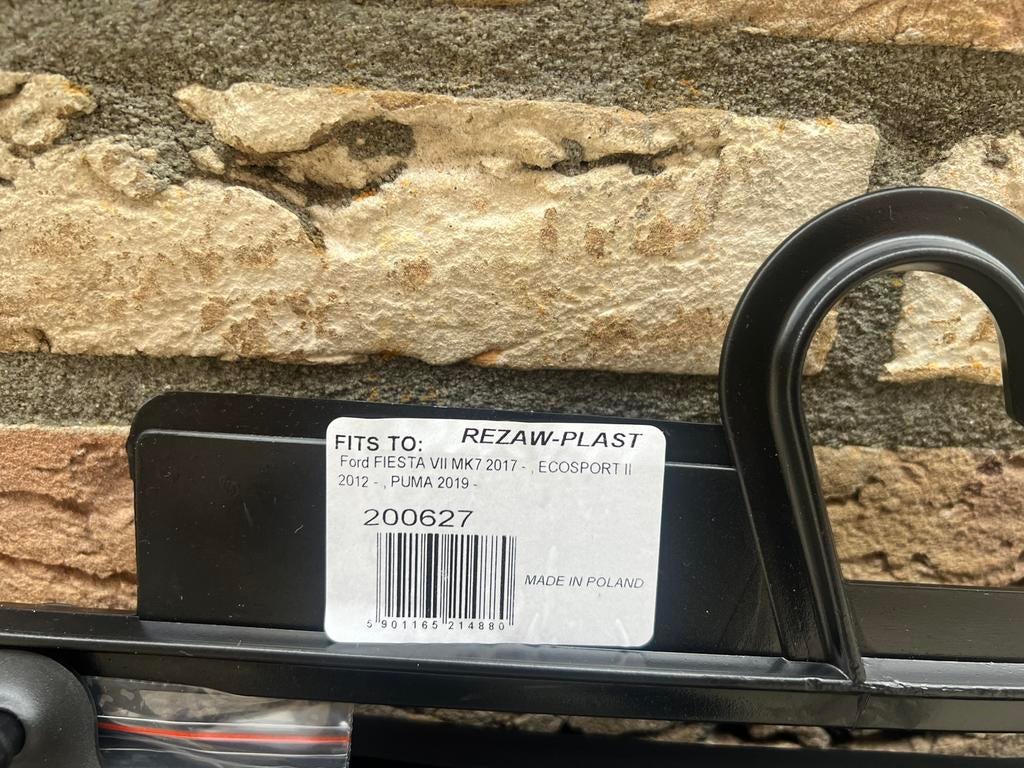 FITS TO: REZAW-PLAST
Ford FIESTA VII MK7 2017 - , ECOSPORT II
2012 - , PUMA 2019 -
200627
MADE IN POLAND
5 901165 214880